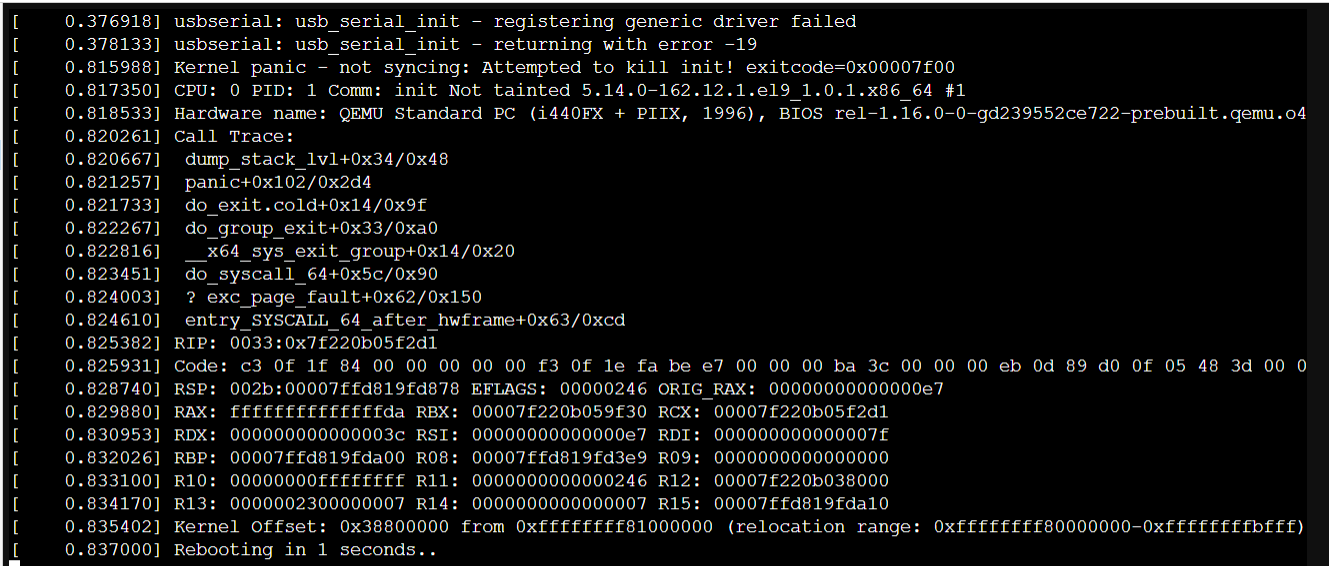 [    0.376918] usbserial: usb_serial_init - registering generic driver failed
[    0.378133] usbserial: usb_serial_init - returning with error -19
[    0.815988] Kernel panic - not syncing: Attempted to kill init! exitcode=0x00007f00
[    0.817350] CPU: 0 PID: 1 Comm: init Not tainted 5.14.0-162.12.1.el9_1.0.1.x86_64 #1
[    0.818533] Hardware name: QEMU Standard PC (i440FX + PIIX, 1996), BIOS rel-1.16.0-0-gd239552ce722-prebuilt.qemu.o4
[    0.820261] Call Trace:
[    0.820667]  dump_stack_lvl+0x34/0x48
[    0.821257]  panic+0x102/0x2d4
[    0.821733]  do_exit.cold+0x14/0x9f
[    0.822267]  do_group_exit+0x33/0xa0
[    0.822816]  __x64_sys_exit_group+0x14/0x20
[    0.823451]  do_syscall_64+0x5c/0x90
[    0.824003]  ? exc_page_fault+0x62/0x150
[    0.824610]  entry_SYSCALL_64_after_hwframe+0x63/0xcd
[    0.825382] RIP: 0033:0x7f220b05f2d1
[    0.825931] Code: c3 0f 1f 84 00 00 00 00 00 f3 0f 1e fa be e7 00 00 00 ba 3c 00 00 00 eb 0d 89 d0 0f 05 48 3d 00 0
[    0.828740] RSP: 002b:00007ffd819fd878 EFLAGS: 00000246 ORIG_RAX: 00000000000000e7
[    0.829880] RAX: ffffffffffffffda RBX: 00007f220b059f30 RCX: 00007f220b05f2d1
[    0.830953] RDX: 000000000000003c RSI: 00000000000000e7 RDI: 000000000000007f
[    0.832026] RBP: 00007ffd819fda00 R08: 00007ffd819fd3e9 R09: 0000000000000000
[    0.833100] R10: 00000000ffffffff R11: 0000000000000246 R12: 00007f220b038000
[    0.834170] R13: 0000002300000007 R14: 0000000000000007 R15: 00007ffd819fda10
[    0.835402] Kernel Offset: 0x38800000 from 0xffffffff81000000 (relocation range: 0xffffffff80000000-0xffffffffbfff)
[    0.837000] Rebooting in 1 seconds..